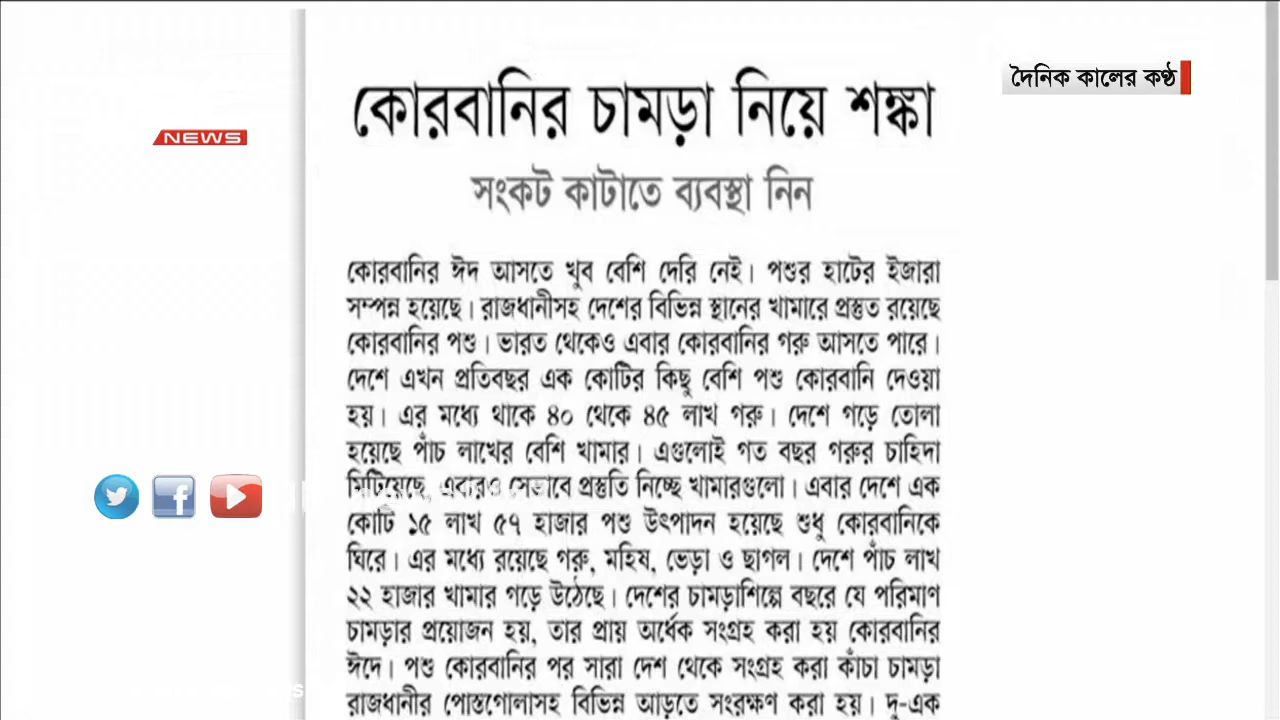 কোরবানির চামড়া নিয়ে শঙ্কা
দৈনিক কালের কণ্ঠ
NEWS
সংকট কাটাতে ব্যবস্থা নিন
কোরবানির ঈদ আসতে খুব বেশি দেরি নেই। পশুর হাটের ইজারা
সম্পন্ন হয়েছে। রাজধানীসহ দেশের বিভিন্ন স্থানের খামারে প্রস্তুত রয়েছে
কোরবানির পশু। ভারত থেকেও এবার কোরবানির গরু আসতে পারে।
দেশে এখন প্রতিবছর এক কোটির কিছু বেশি পশু কোরবানি দেওয়া
হয়। এর মধ্যে থাকে ৪০ থেকে ৪৫ লাখ গরু। দেশে গড়ে তোলা
হয়েছে পাঁচ লাখের বেশি খামার। এগুলোই গত বছর গরুর চাহিদা
মিটিয়েছে, এবারও সেভাবে প্রস্তুতি নিচ্ছে খামারগুলো। এবার দেশে এক
কোটি ১৫ লাখ ৫৭ হাজার পশু উৎপাদন হয়েছে শুধু কোরবানিকে
ঘিরে। এর মধ্যে রয়েছে গরু, মহিষ, ভেড়া ও ছাগল। দেশে পাঁচ লাখ
২২ হাজার খামার গড়ে উঠেছে। দেশের চামড়াশিল্পে বছরে যে পরিমাণ
চামড়ার প্রয়োজন হয়, তার প্রায় অর্ধেক সংগ্রহ করা হয় কোরবানির
ঈদে। পশু কোরবানির পর সারা দেশ থেকে সংগ্রহ করা কাঁচা চামড়া
রাজধানীর পোস্তগোলাসহ বিভিন্ন আড়তে সংরক্ষণ করা হয়। দু-এক